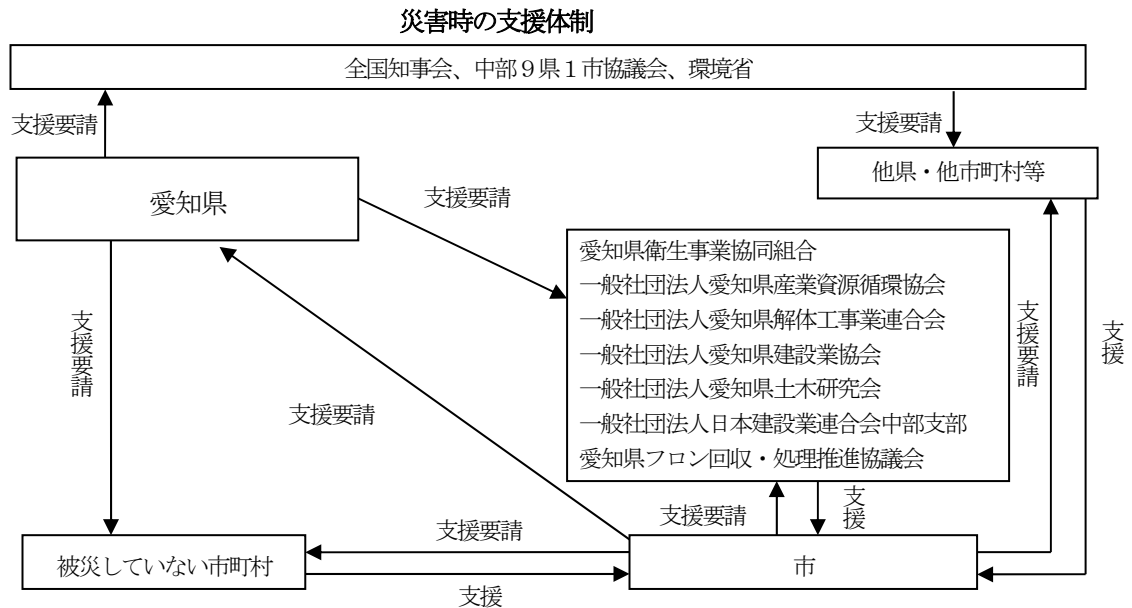 災害時の支援体制
全国知事会、中部９県１市協議会、環境省
支援要請
支援要請
他県・他市町村等
愛知県
支援要請
愛知県衛生事業協同組合
一般社団法人愛知県産業資源循環協会
一般社団法人愛知県解体工事業連合会
一般社団法人愛知県建設業協会
一般社団法人愛知県土木研究会
一般社団法人日本建設業連合会中部支部
愛知県フロン回収・処理推進協議会
支援要請
支援要請
支援
支援要請
支援要請
支援
支援要請
被災していない市町村
市
支援